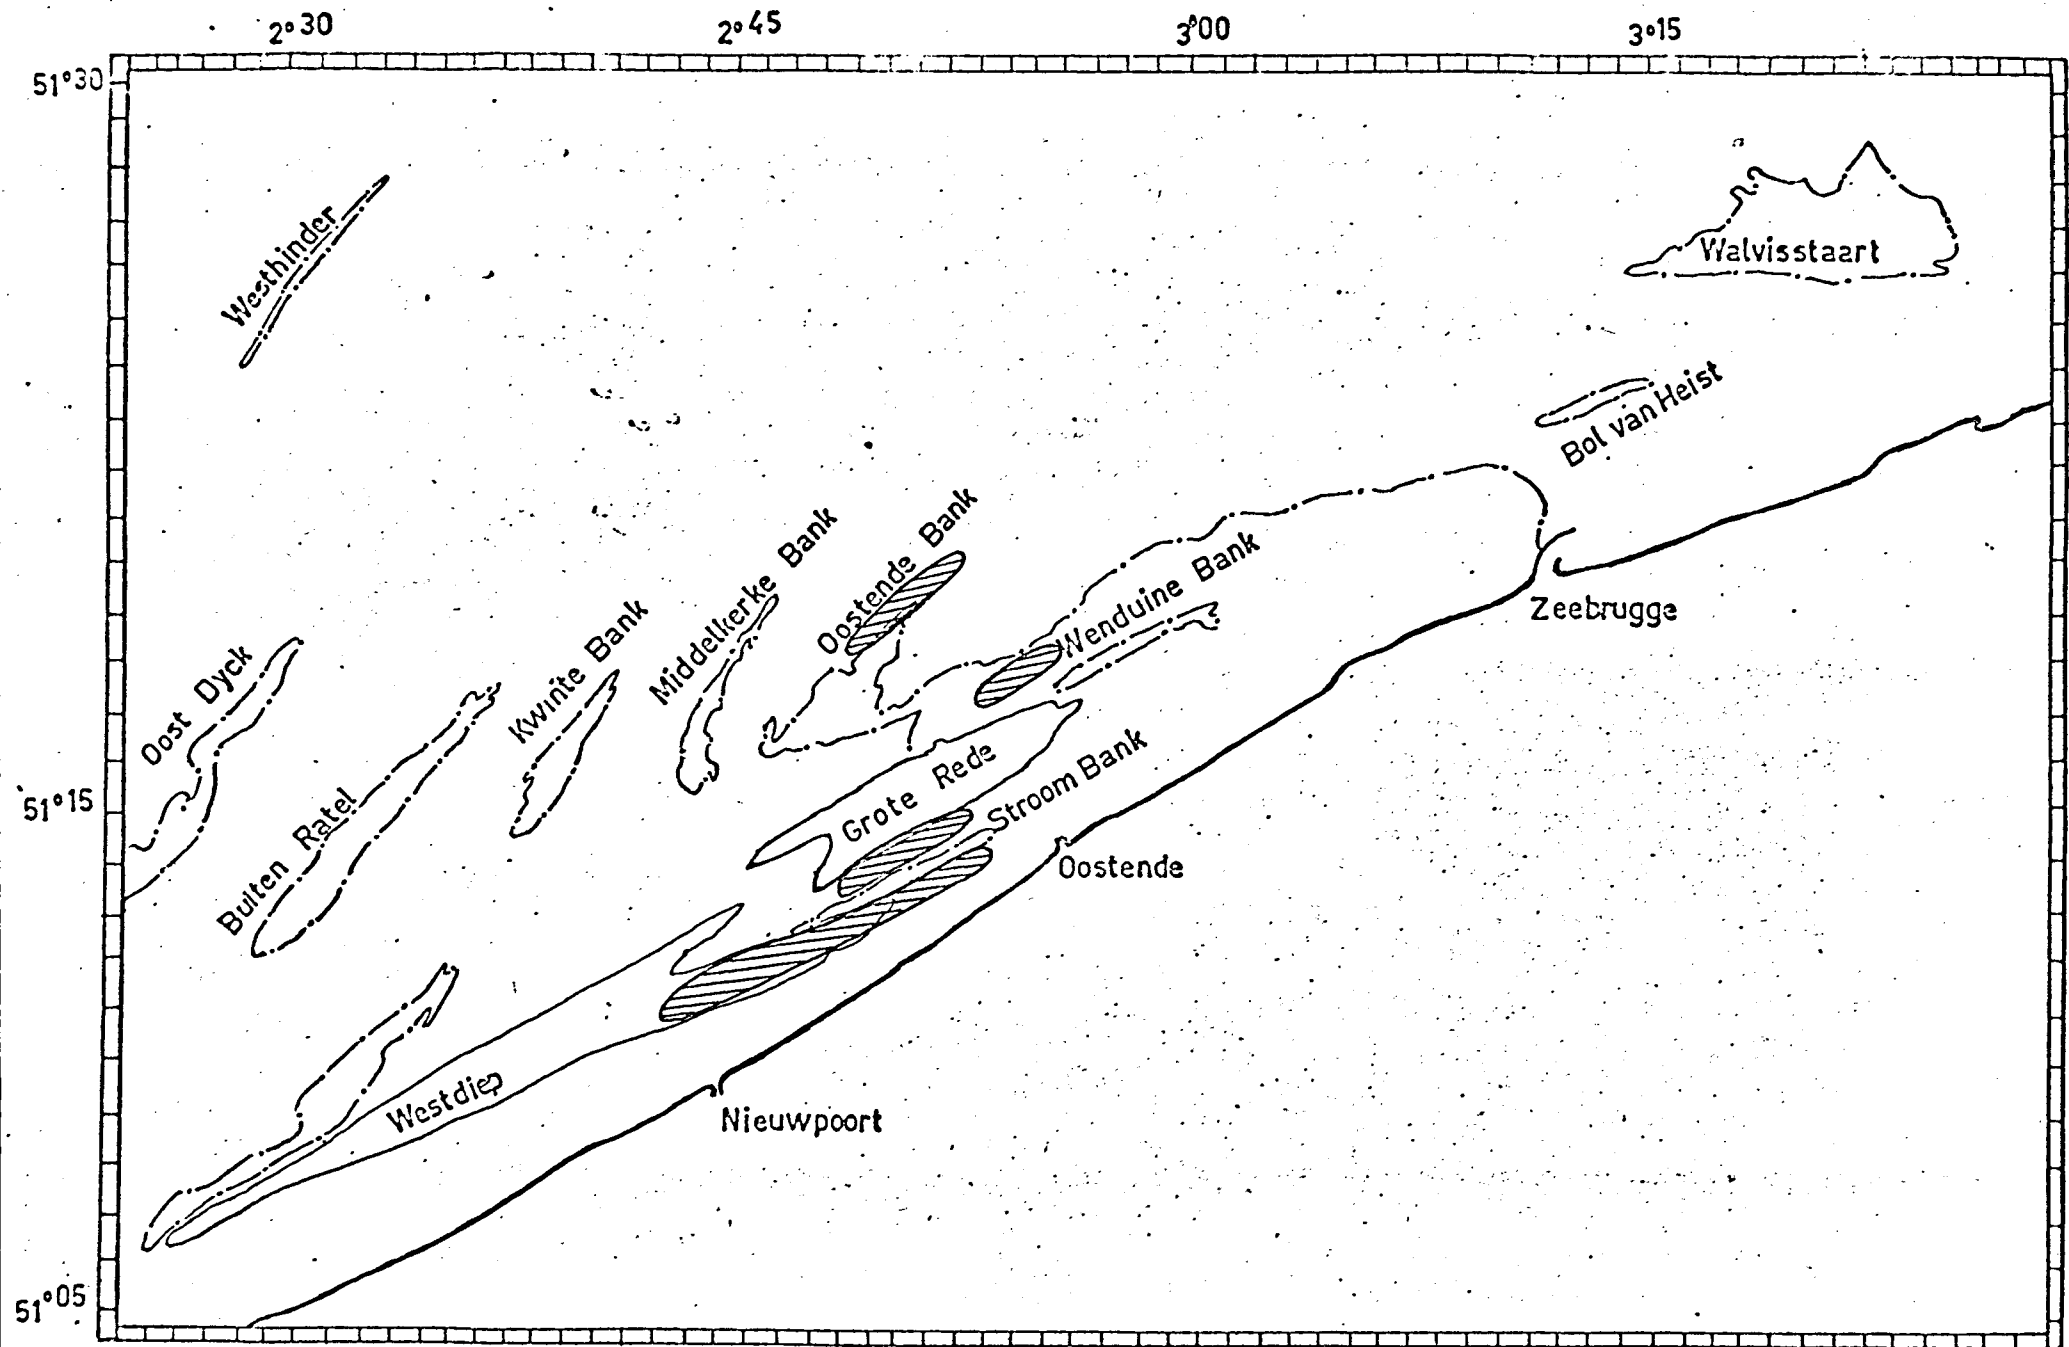 2°30
2°45
3°00
3°15
51°30
Westhinder
Walvisstaart
Bol van Heist
Oostende Bank
Middelkerke Bank
Wenduine Bank
Kwinte Bank
Zeebrugge
Oost Dyck
Buiten Ratel
Grote Rede
Stroom Bank
51°15
Oostende
Westdiep
Nieuwpoort
51°05